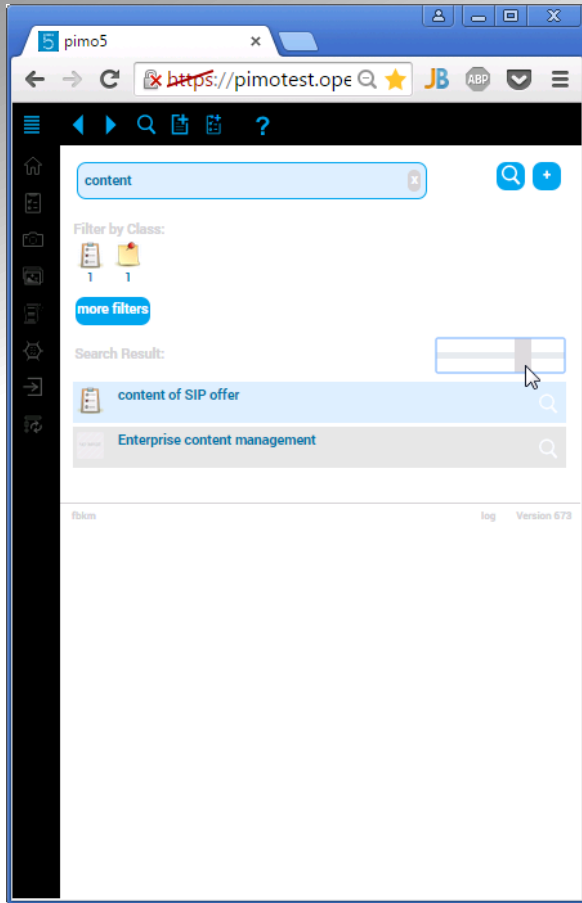 5 pimo5
https://pimotest.ope
JB ABP
?
content
x
+
Filter by Class:
1 1
more filters
Search Result:
content of SIP offer
Enterprise content management
fbkm log Version 673